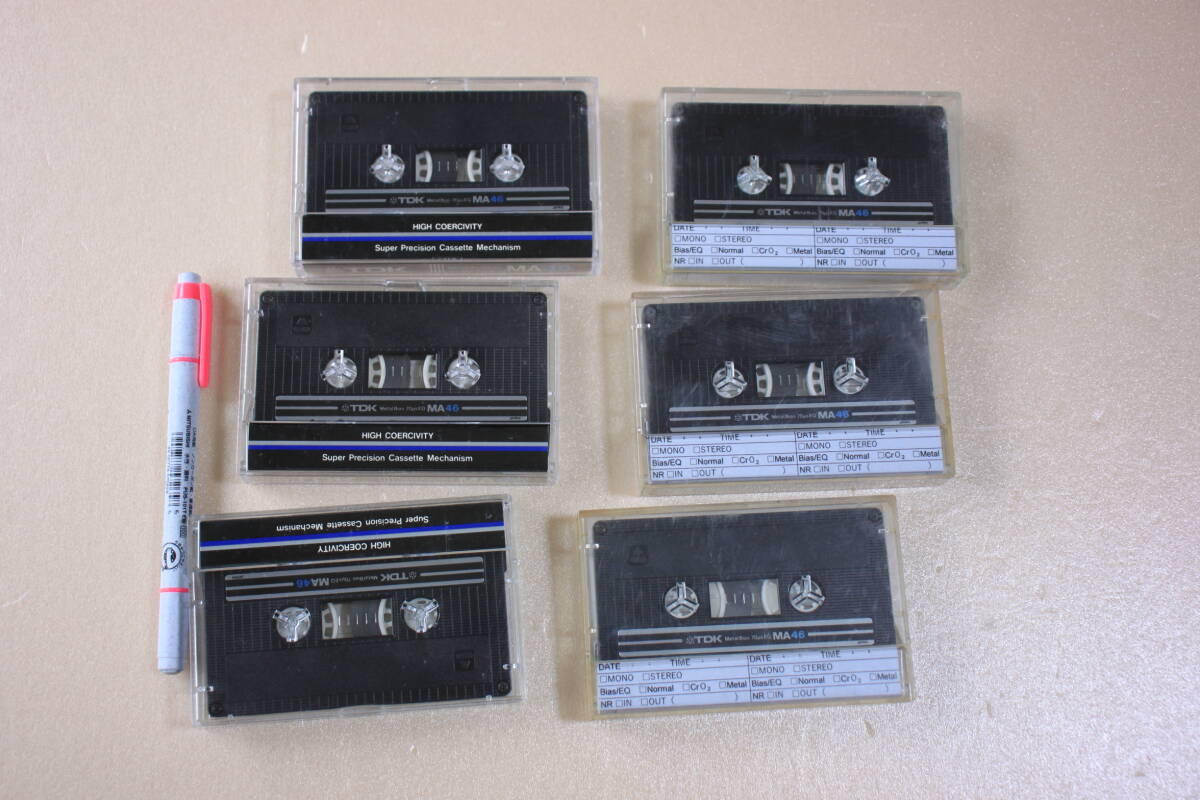 TDK MA46
HIGH COERCIVITY
Super Precision Cassette Mechanism
TDK MA 46
TDK MA46
DATE TIME DATE TIME
□MONO □STEREO □MONO □STEREO
Bias/EQ □Normal □CrO₂ □Metal Bias/EQ □Normal □CrO₂ □Metal
NR □IN □OUT ( ) NR □IN □OUT ( )
TDK MA46
HIGH COERCIVITY
Super Precision Cassette Mechanism
TDK MA46
DATE TIME DATE TIME
□MONO □STEREO □MONO □STEREO
Bias/EQ □Normal □CrO₂ □Metal Bias/EQ □Normal □CrO₂ □Metal
NR □IN □OUT ( ) NR □IN □OUT ( )
MITSUBISHI
Super Precision Cassette Mechanism
HIGH COERCIVITY
TDK MA46
TDK MA46
DATE TIME DATE TIME
□MONO □STEREO □MONO □STEREO
Bias/EQ □Normal □CrO₂ □Metal Bias/EQ □Normal □CrO₂ □Metal
NR □IN □OUT ( ) NR □IN □OUT ( )